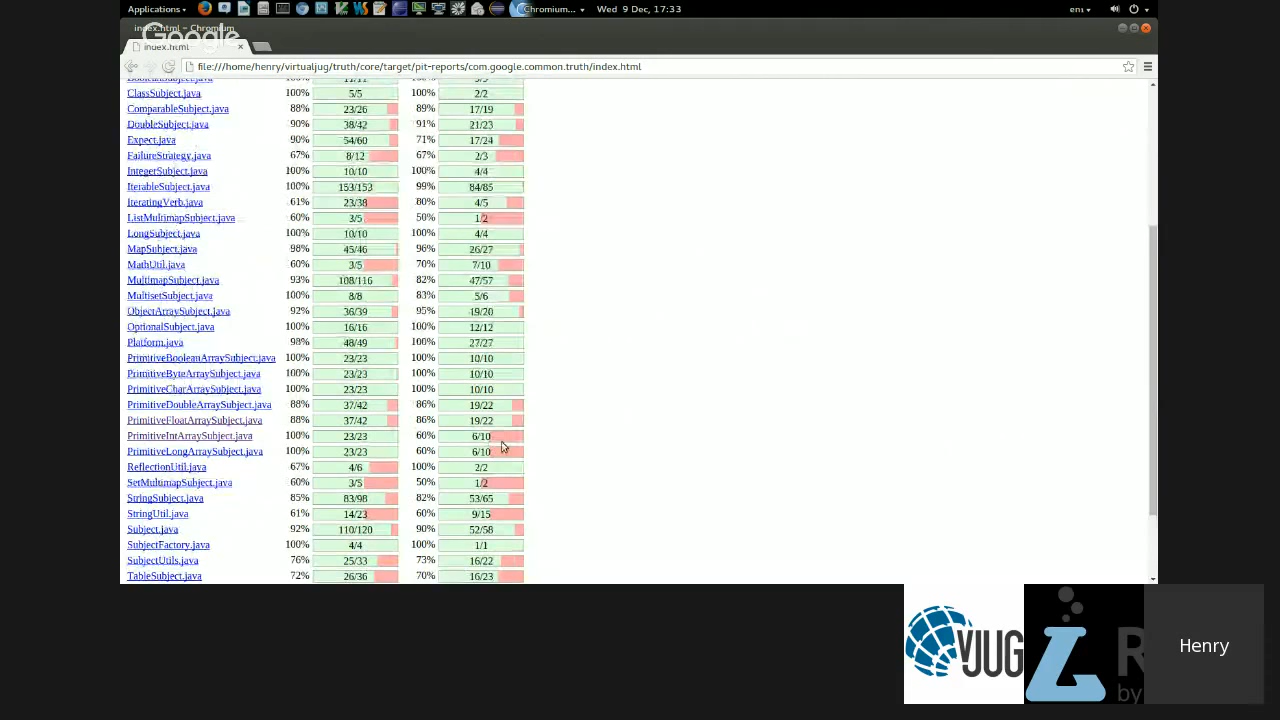 Applications Chromium... Wed 9 Dec, 17:33 en1
index.html - Chromium
Google
index.html
file:///home/henry/virtualjug/truth/core/target/pit-reports/com.google.common.truth/index.html
BooleanSubject.java 100% 11/11 100%
ClassSubject.java 100% 5/5 100% 2/2
ComparableSubject.java 88% 23/26 89% 17/19
DoubleSubject.java 90% 38/42 91% 21/23
Expect.java 90% 54/60 71% 17/24
FailureStrategy.java 67% 8/12 67% 2/3
IntegerSubject.java 100% 10/10 100% 4/4
IterableSubject.java 100% 153/153 99% 84/85
IteratingVerb.java 61% 23/38 80% 4/5
ListMultimapSubject.java 60% 3/5 50% 1/2
LongSubject.java 100% 10/10 100% 4/4
MapSubject.java 98% 45/46 96% 26/27
MathUtil.java 60% 3/5 70% 7/10
MultimapSubject.java 93% 108/116 82% 47/57
MultisetSubject.java 100% 8/8 83% 5/6
ObjectArraySubject.java 92% 36/39 95% 19/20
OptionalSubject.java 100% 16/16 100% 12/12
Platform.java 98% 48/49 100% 27/27
PrimitiveBooleanArraySubject.java 100% 23/23 100% 10/10
PrimitiveByteArraySubject.java 100% 23/23 100% 10/10
PrimitiveCharArraySubject.java 100% 23/23 100% 10/10
PrimitiveDoubleArraySubject.java 88% 37/42 86% 19/22
PrimitiveFloatArraySubject.java 88% 37/42 86% 19/22
PrimitiveIntArraySubject.java 100% 23/23 60% 6/10
PrimitiveLongArraySubject.java 100% 23/23 60% 6/10
ReflectionUtil.java 67% 4/6 100% 2/2
SetMultimapSubject.java 60% 3/5 50% 1/2
StringSubject.java 85% 83/98 82% 53/65
StringUtil.java 61% 14/23 60% 9/15
Subject.java 92% 110/120 90% 52/58
SubjectFactory.java 100% 4/4 100% 1/1
SubjectUtils.java 76% 25/33 73% 16/22
TableSubject.java 72% 26/36 70% 16/23
VJUG
R
by
Henry